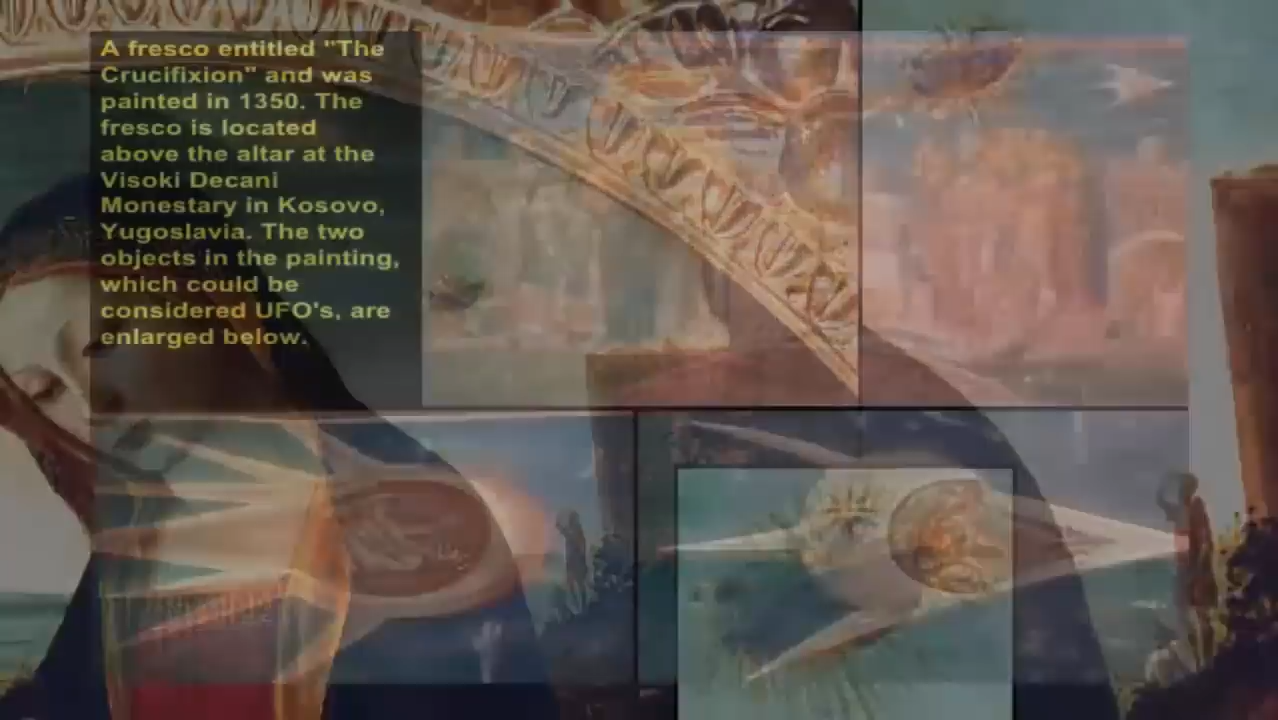 A fresco entitled "The
Crucifixion" and was
painted in 1350. The
fresco is located
above the altar at the
Visoki Decani
Monestary in Kosovo,
Yugoslavia. The two
objects in the painting,
which could be
considered UFO's, are
enlarged below.